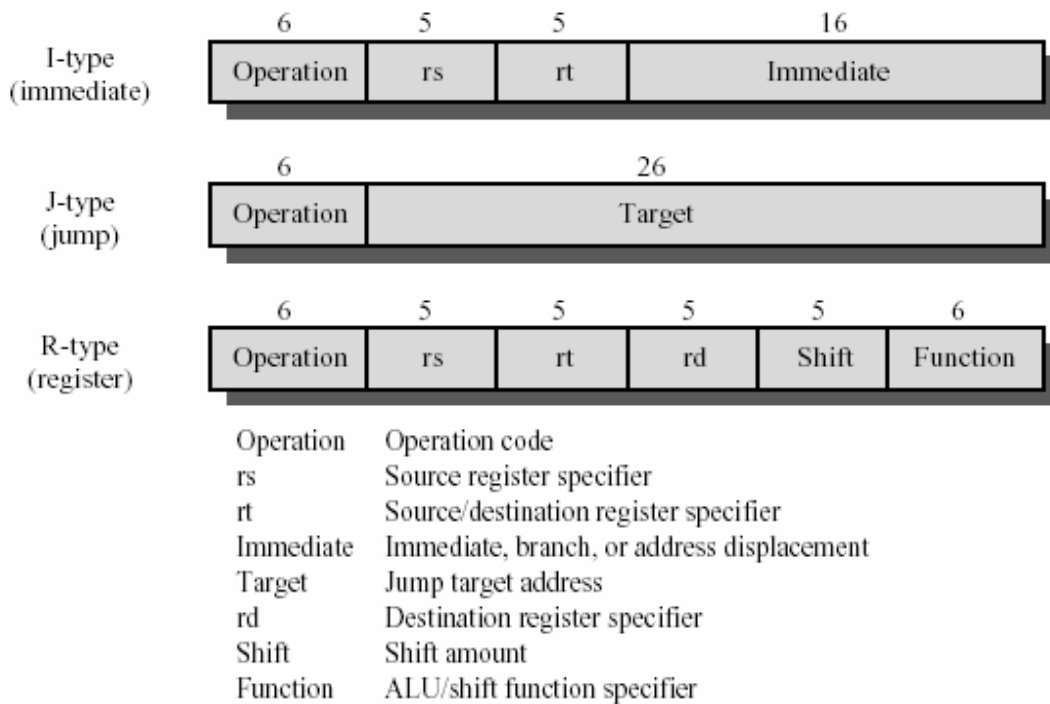 6 5 5 16
I-type
(immediate)
Operation rs rt Immediate
6 26
J-type
(jump)
Operation Target
6 5 5 5 5 6
R-type
(register)
Operation rs rt rd Shift Function
Operation Operation code
rs Source register specifier
rt Source/destination register specifier
Immediate Immediate, branch, or address displacement
Target Jump target address
rd Destination register specifier
Shift Shift amount
Function ALU/shift function specifier